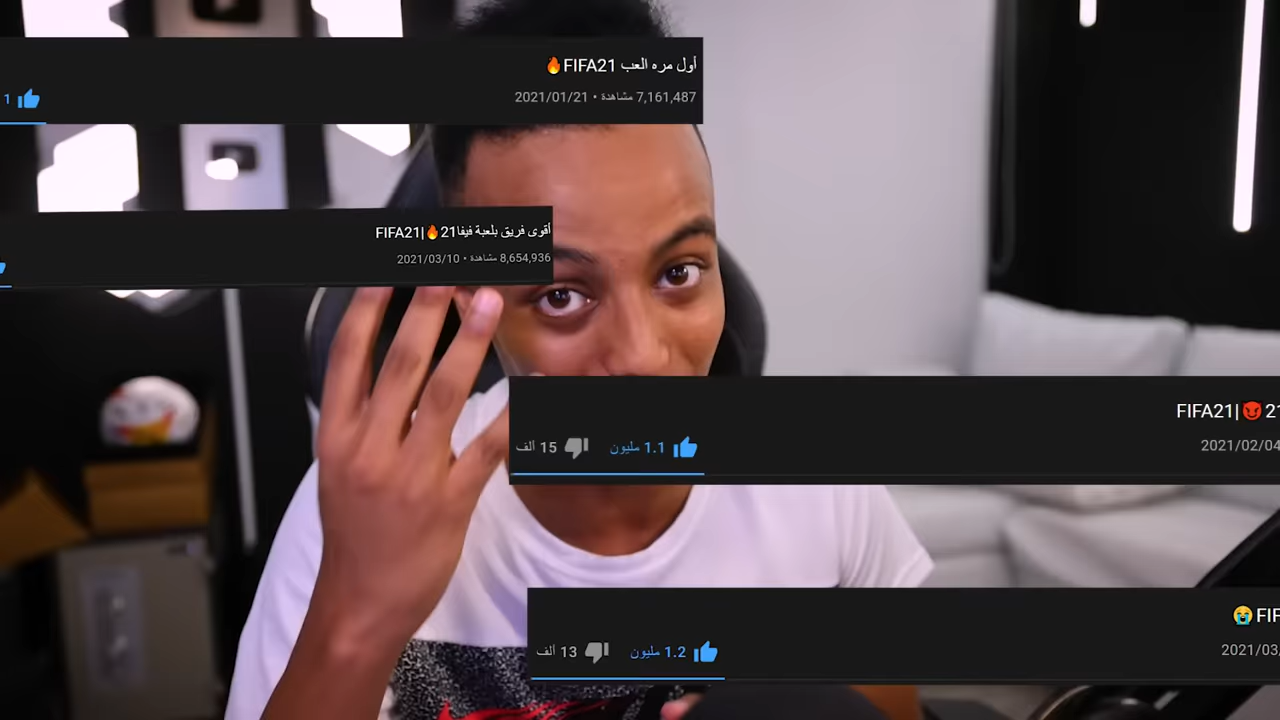 أول مره العب FIFA21🔥
7,161,487 مشاهدة • 2021/01/21
1
أقوى فريق بلعبة فيفا21🔥|FIFA21
8,654,936 مشاهدة • 2021/03/10
21😈|FIFA21
2021/02/04
1.1 مليون
15 ألف
2021/03
1.2 مليون
13 ألف